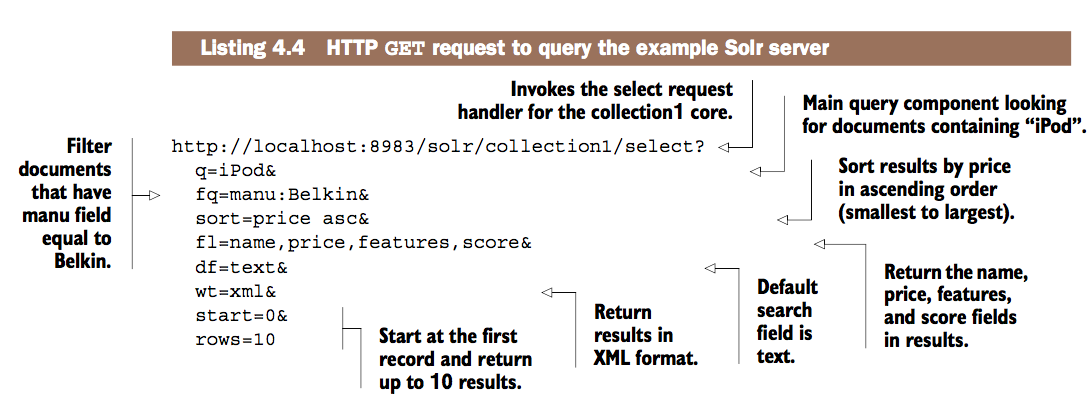 Listing 4.4 HTTP GET request to query the example Solr server
Invokes the select request
handler for the collection1 core.
Main query component looking
for documents containing “iPod”.
Filter
documents
that have
manu field
equal to
Belkin.
http://localhost:8983/solr/collection1/select?
q=iPod&
fq=manu:Belkin&
sort=price asc&
fl=name,price,features,score&
df=text&
wt=xml&
start=0&
rows=10
Sort results by price
in ascending order
(smallest to largest).
Return the name,
price, features,
and score fields
in results.
Default
search
field is
text.
Return
results in
XML format.
Start at the first
record and return
up to 10 results.